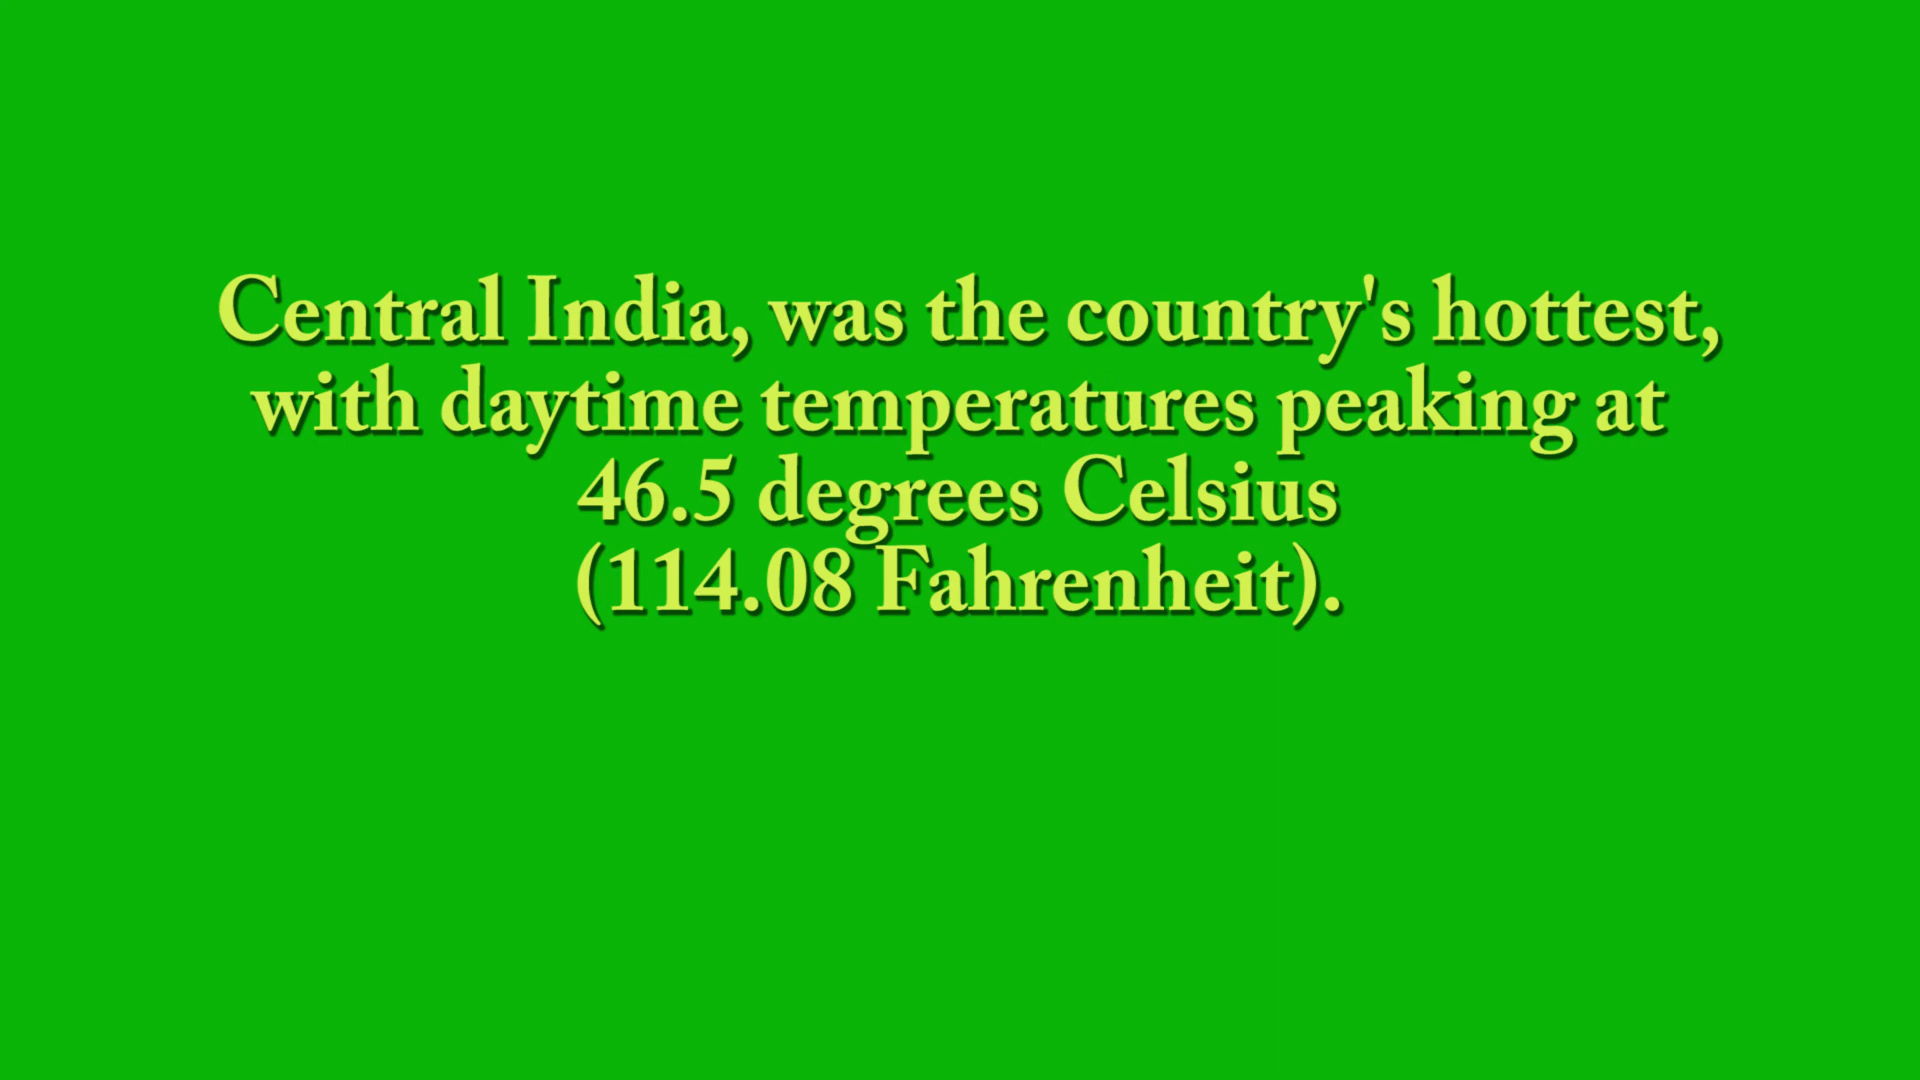 Central India, was the country's hottest,
with daytime temperatures peaking at
46.5 degrees Celsius
(114.08 Fahrenheit).